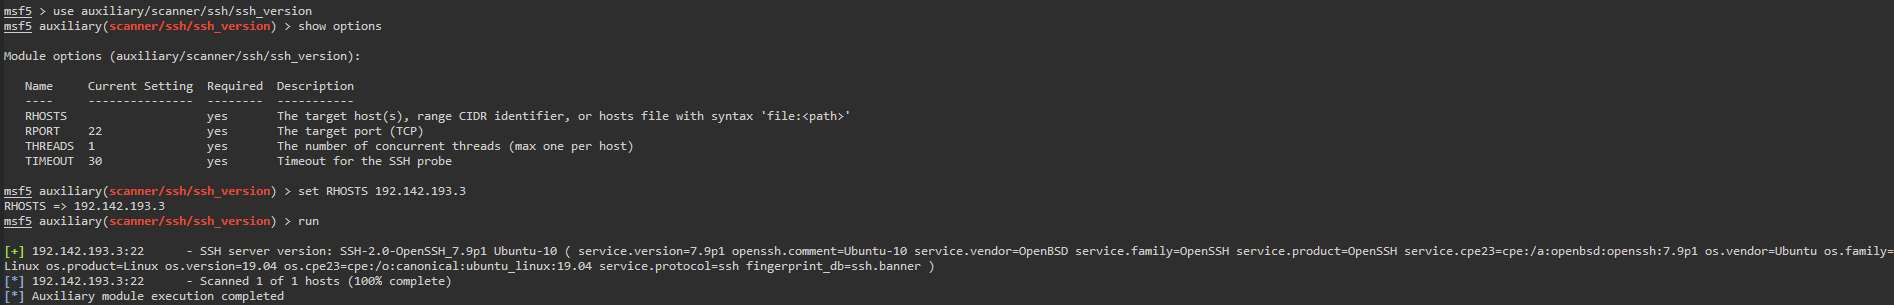 msf5 > use auxiliary/scanner/ssh/ssh_version
msf5 auxiliary(scanner/ssh/ssh_version) > show options
Module options (auxiliary/scanner/ssh/ssh_version):
Name     Current Setting  Required  Description
----     ---------------  --------  -----------
RHOSTS                    yes       The target host(s), range CIDR identifier, or hosts file with syntax 'file:<path>'
RPORT    22               yes       The target port (TCP)
THREADS  1                yes       The number of concurrent threads (max one per host)
TIMEOUT  30               yes       Timeout for the SSH probe
msf5 auxiliary(scanner/ssh/ssh_version) > set RHOSTS 192.142.193.3
RHOSTS => 192.142.193.3
msf5 auxiliary(scanner/ssh/ssh_version) > run
[+] 192.142.193.3:22      - SSH server version: SSH-2.0-OpenSSH_7.9p1 Ubuntu-10 ( service.version=7.9p1 openssh.comment=Ubuntu-10 service.vendor=OpenBSD service.family=OpenSSH service.product=OpenSSH service.cpe23=cpe:/a:openbsd:openssh:7.9p1 os.vendor=Ubuntu os.family=
Linux os.product=Linux os.version=19.04 os.cpe23=cpe:/o:canonical:ubuntu_linux:19.04 service.protocol=ssh fingerprint_db=ssh.banner )
[*] 192.142.193.3:22      - Scanned 1 of 1 hosts (100% complete)
[*] Auxiliary module execution completed